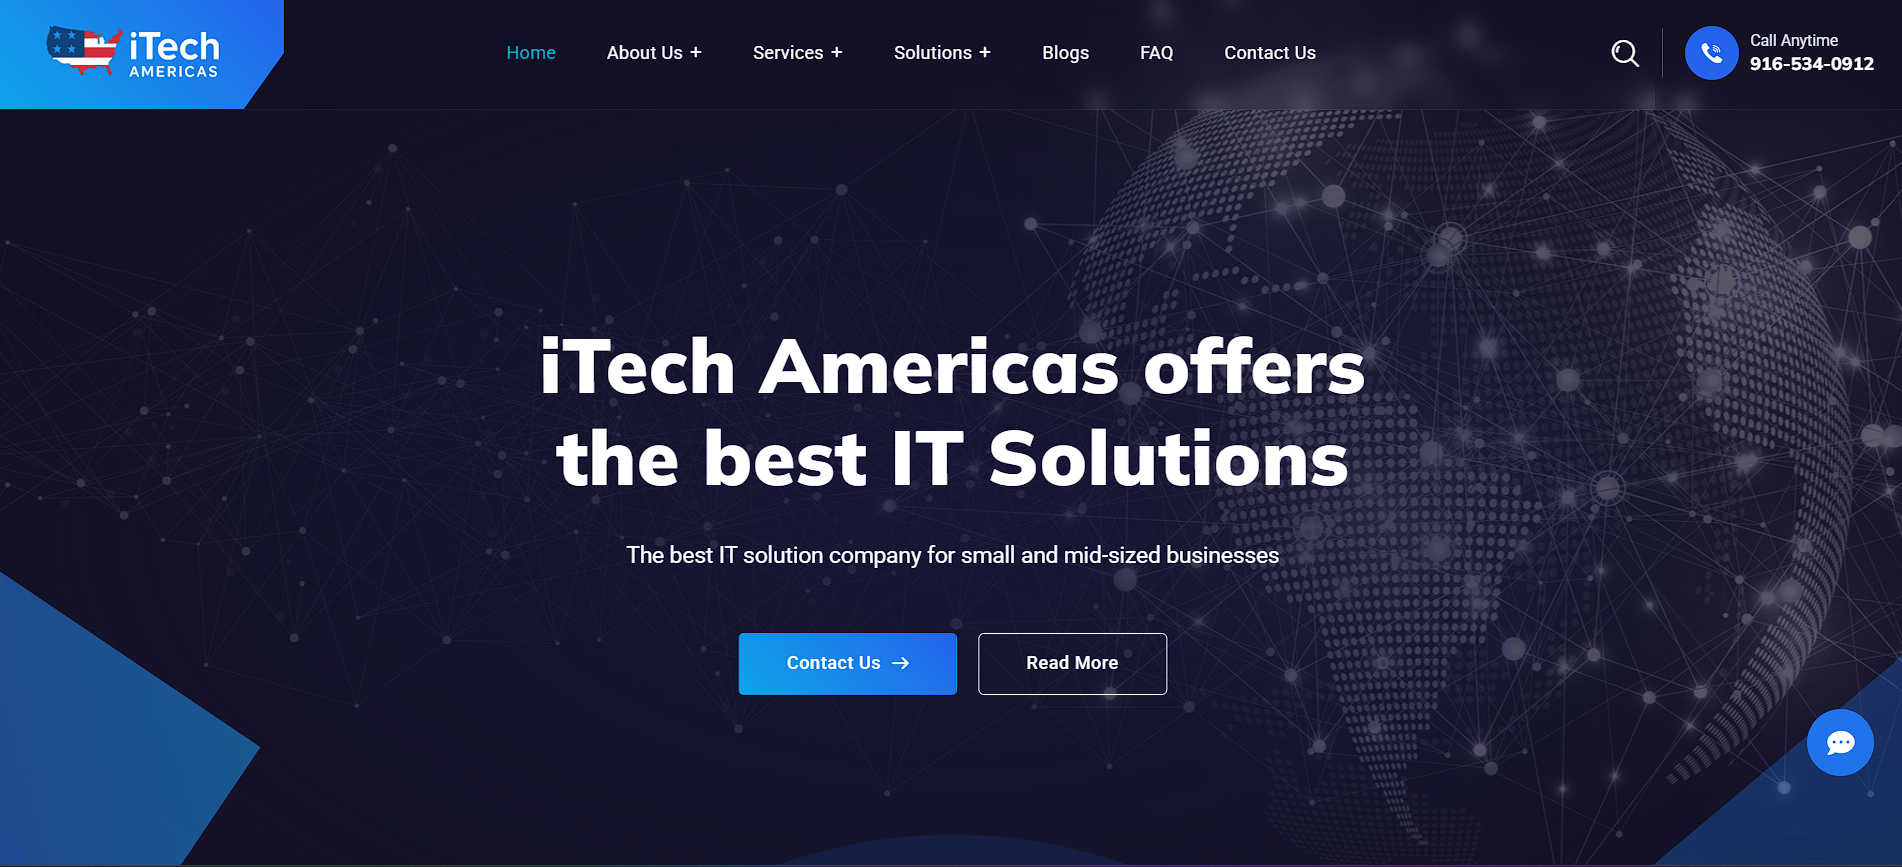 iTech
AMERICAS
Home
About Us +
Services +
Solutions +
Blogs
FAQ
Contact Us
Call Anytime
916-534-0912
iTech Americas offers
the best IT Solutions
The best IT solution company for small and mid-sized businesses
Contact Us →
Read More